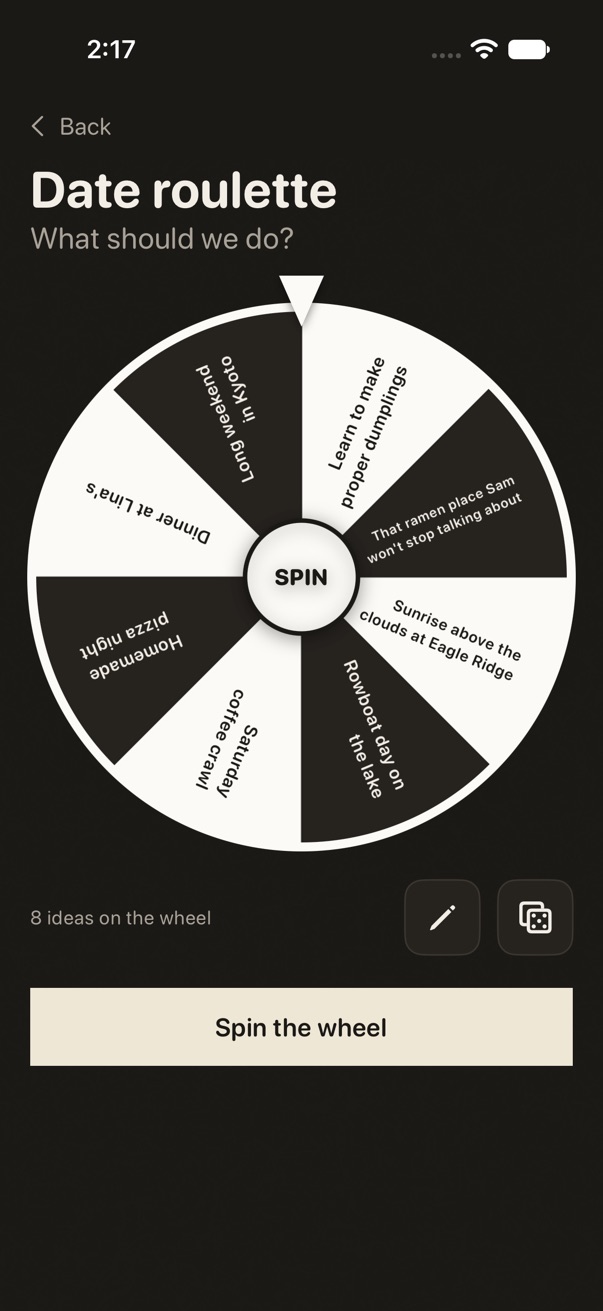 2:17
Back
Date roulette
What should we do?
Learn to make
proper dumplings
That ramen place Sam
won't stop talking about
Sunrise above the
clouds at Eagle Ridge
Rowboat day on
the lake
Saturday
coffee crawl
Homemade
pizza night
Dinner at Lina's
Long weekend
in Kyoto
SPIN
8 ideas on the wheel
Spin the wheel